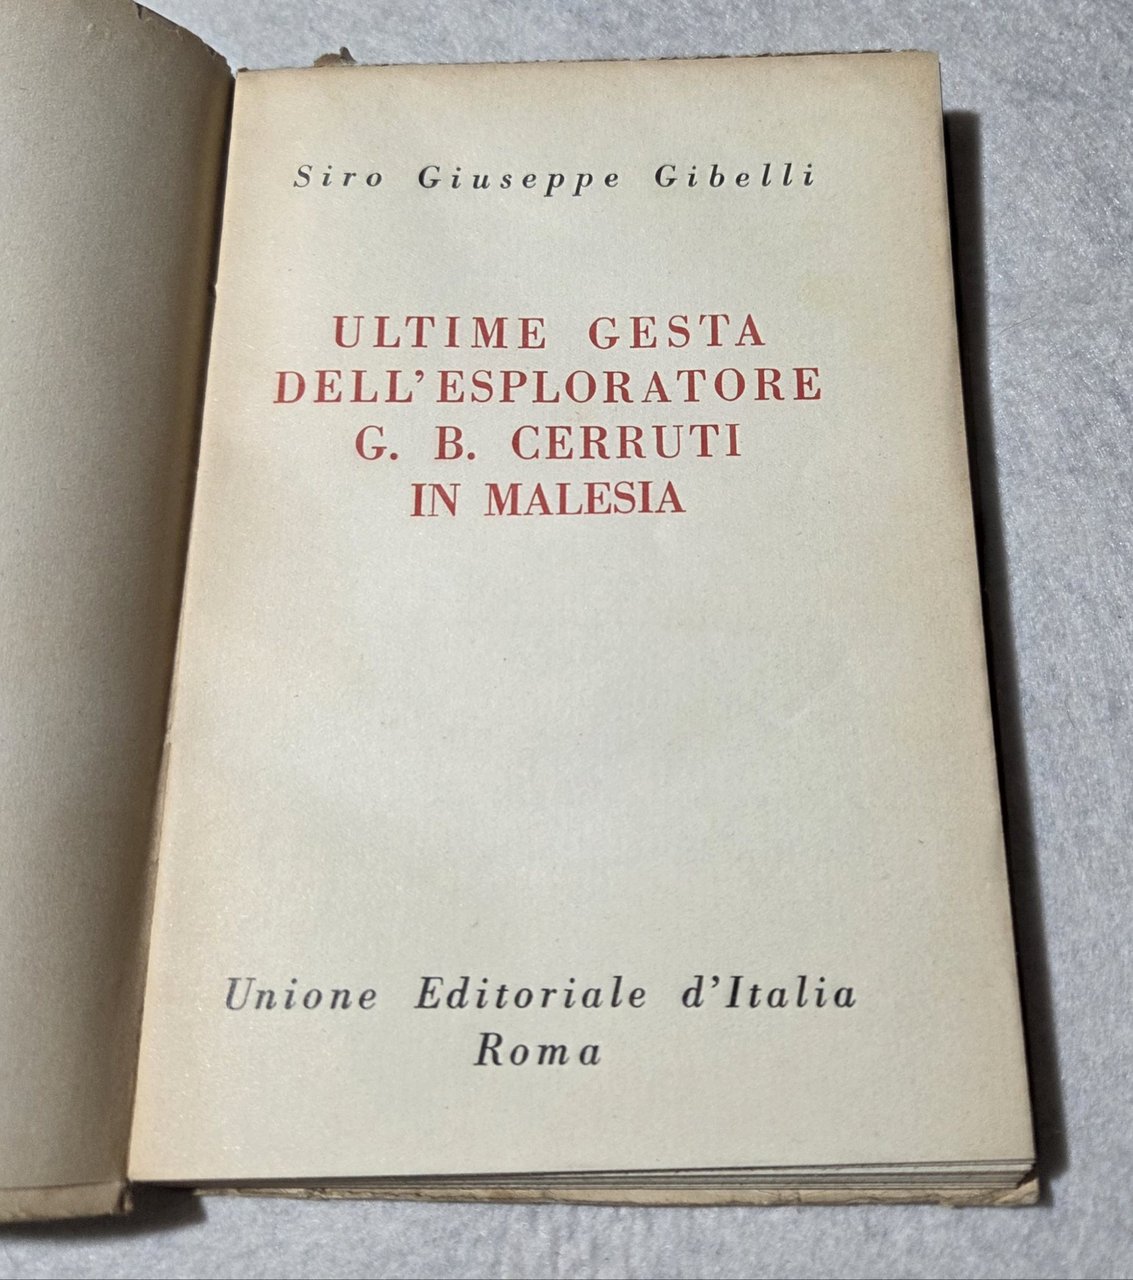 Siro Giuseppe Gibelli
ULTIME GESTA
DELL'ESPLORATORE
G. B. CERRUTI
IN MALESIA
Unione Editoriale d'Italia
Roma